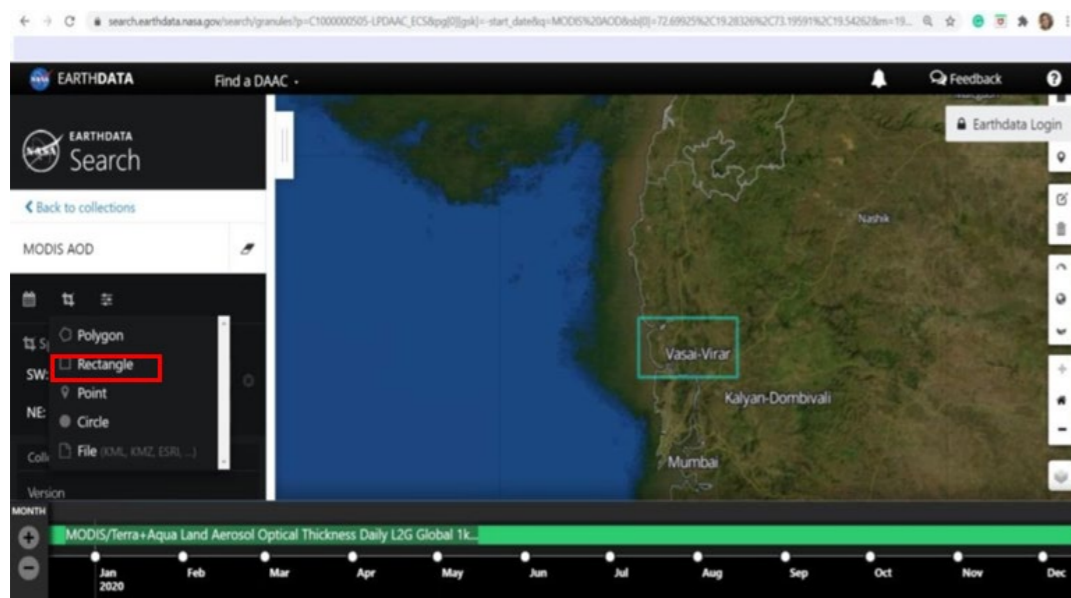 search.earthdata.nasa.gov/search/granules?p=C1000000505-LPDAAC_ECS&pg[0][gsk]=-start_date&q=MODIS%20AOD&sb[0]=72.69925%2C19.28326%2C73.19591%2C19.54262&m=19...
EARTHDATA
Find a DAAC
Feedback
Earthdata Login
EARTHDATA
Search
Back to collections
MODIS AOD
Nashik
Polygon
Rectangle
SW:
Point
NE:
Circle
File (KML, KMZ, ESRI, ...)
Version
Vasai-Virar
Kalyan-Dombivali
Mumbai
MONTH
MODIS/Terra+Aqua Land Aerosol Optical Thickness Daily L2G Global 1k...
Jan Feb Mar Apr May Jun Jul Aug Sep Oct Nov Dec
2020